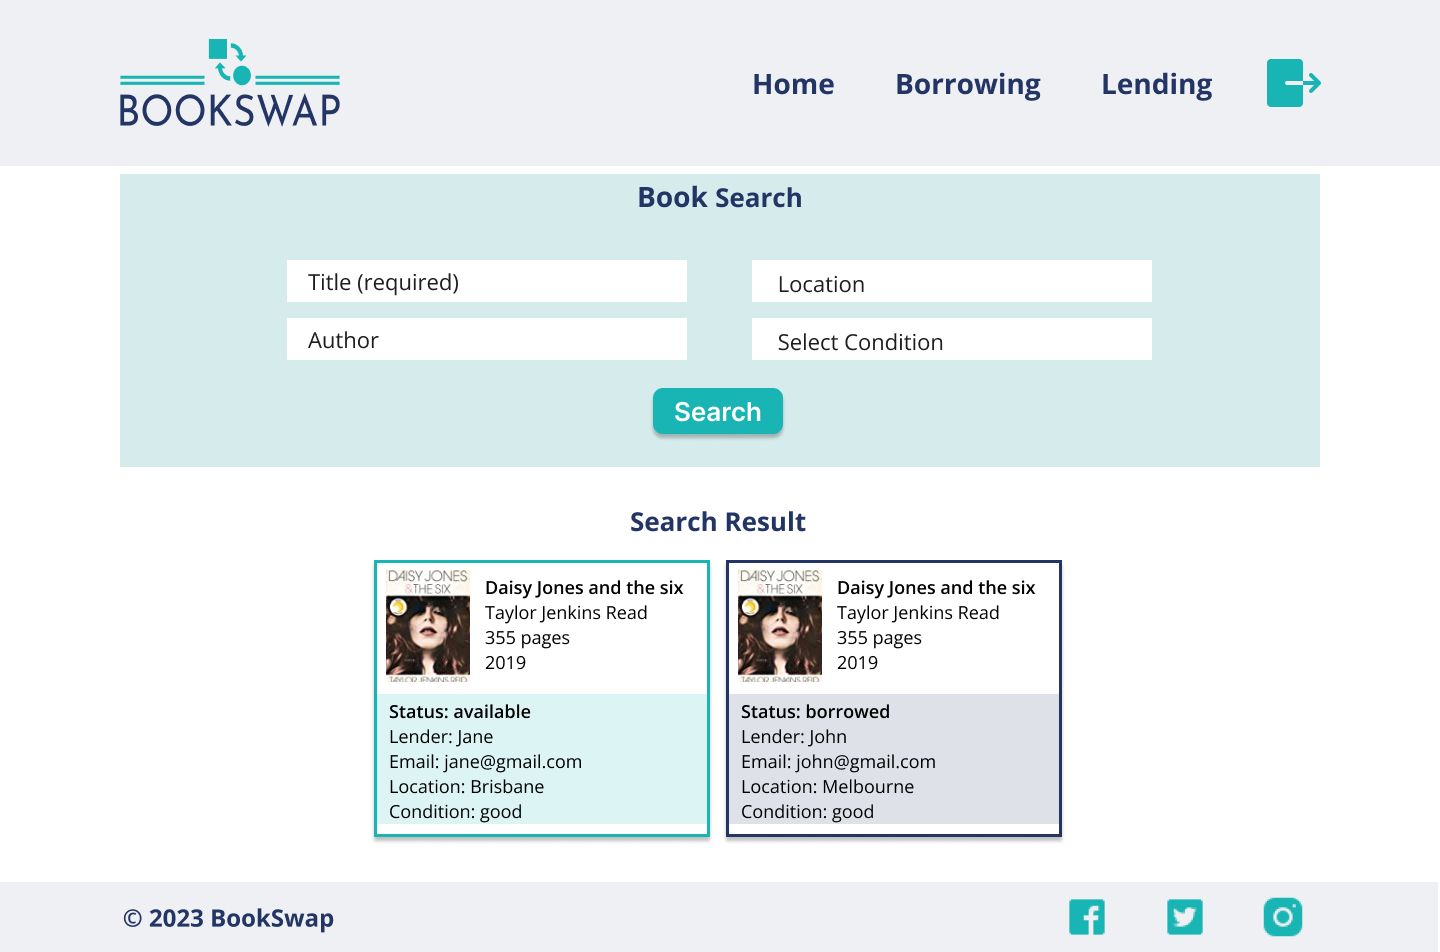 BOOKSWAP
Home Borrowing Lending
Book Search
Title (required)
Location
Author
Select Condition
Search
Search Result
DAISY JONES
& THE SIX
TAYLOR JENKINS REID
Daisy Jones and the six
Taylor Jenkins Read
355 pages
2019
Status: available
Lender: Jane
Email: jane@gmail.com
Location: Brisbane
Condition: good
DAISY JONES
& THE SIX
TAYLOR JENKINS REID
Daisy Jones and the six
Taylor Jenkins Read
355 pages
2019
Status: borrowed
Lender: John
Email: john@gmail.com
Location: Melbourne
Condition: good
© 2023 BookSwap